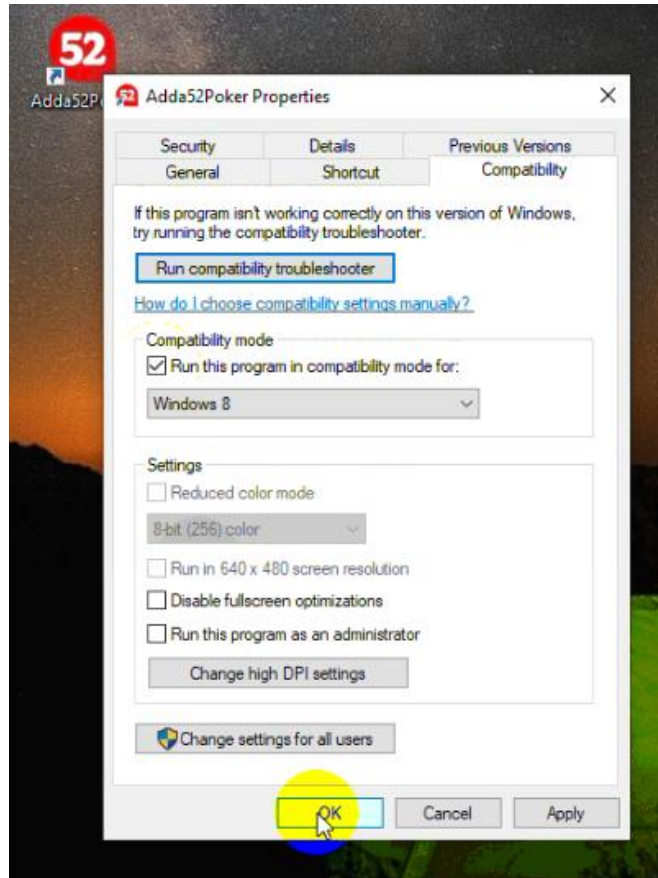 52
Adda52P
52 Adda52Poker Properties
Security Details Previous Versions
General Shortcut Compatibility
If this program isn't working correctly on this version of Windows,
try running the compatibility troubleshooter.
Run compatibility troubleshooter
How do I choose compatibility settings manually?
Compatibility mode
Run this program in compatibility mode for:
Windows 8
Settings
Reduced color mode
8-bit (256) color
Run in 640 x 480 screen resolution
Disable fullscreen optimizations
Run this program as an administrator
Change high DPI settings
Change settings for all users
OK Cancel Apply